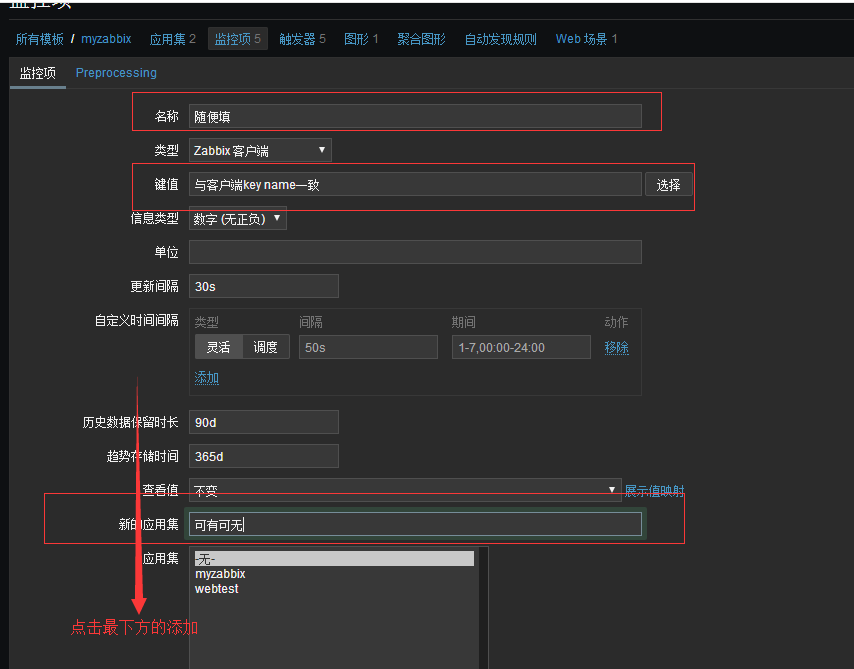 监控项
所有模板 / myzabbix 应用集 2 监控项 5 触发器 5 图形 1 聚合图形 自动发现规则 Web 场景 1
监控项 Preprocessing
名称 随便填
类型 Zabbix 客户端
键值 与客户端key name一致 选择
信息类型 数字 (无正负)
单位
更新间隔 30s
自定义时间间隔 类型 间隔 期间 动作
灵活 调度 50s 1-7,00:00-24:00 移除
添加
历史数据保留时长 90d
趋势存储时间 365d
查看值 不变 展示值映射
新的应用集 可有可无
应用集 -无-
myzabbix
webtest
点击最下方的添加